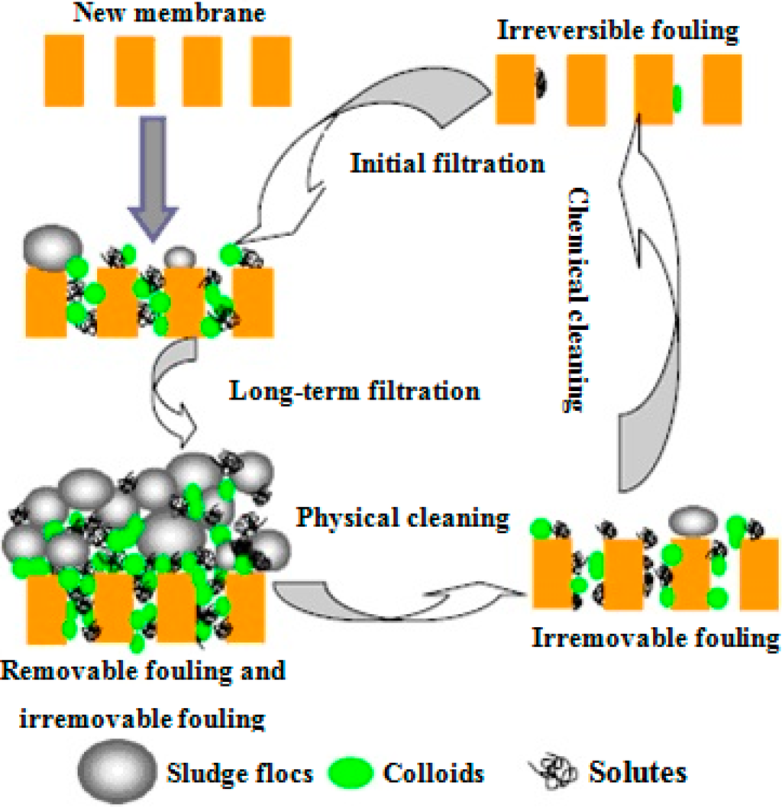 New membrane
Irreversible fouling
Initial filtration
Chemical cleaning
Long-term filtration
Physical cleaning
Removable fouling and
irremovable fouling
Irremovable fouling
Sludge flocs
Colloids
Solutes